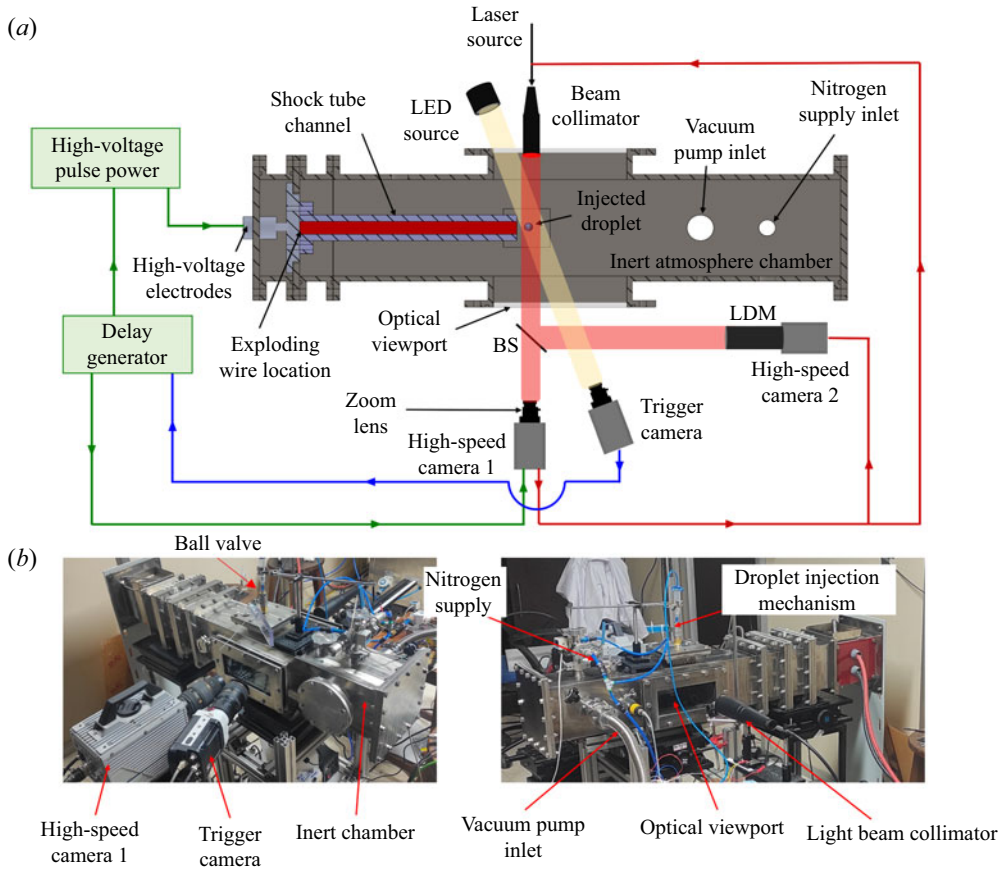 (a)
Laser
source
LED
source
Beam
collimator
Nitrogen
supply inlet
Shock tube
channel
Vacuum
pump inlet
High-voltage
pulse power
Injected
droplet
High-voltage
electrodes
Inert atmosphere chamber
Optical
viewport
LDM
BS
Delay
generator
Exploding
wire location
High-speed
camera 2
Zoom
lens
Trigger
camera
High-speed
camera 1
(b)
Ball valve
Nitrogen
supply
Droplet injection
mechanism
High-speed
camera 1
Trigger
camera
Inert chamber
Vacuum pump
inlet
Optical viewport
Light beam collimator